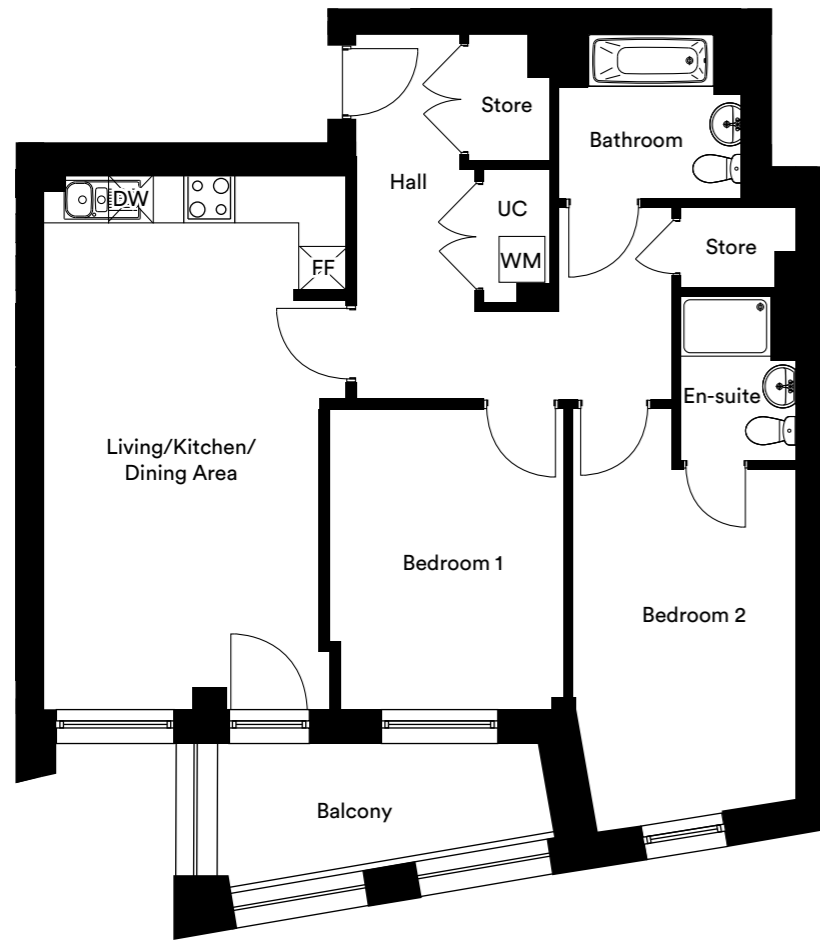 Store
Bathroom
Hall
DW
UC
Store
WM
FF
En-suite
Living/Kitchen/
Dining Area
Bedroom 1
Bedroom 2
Balcony